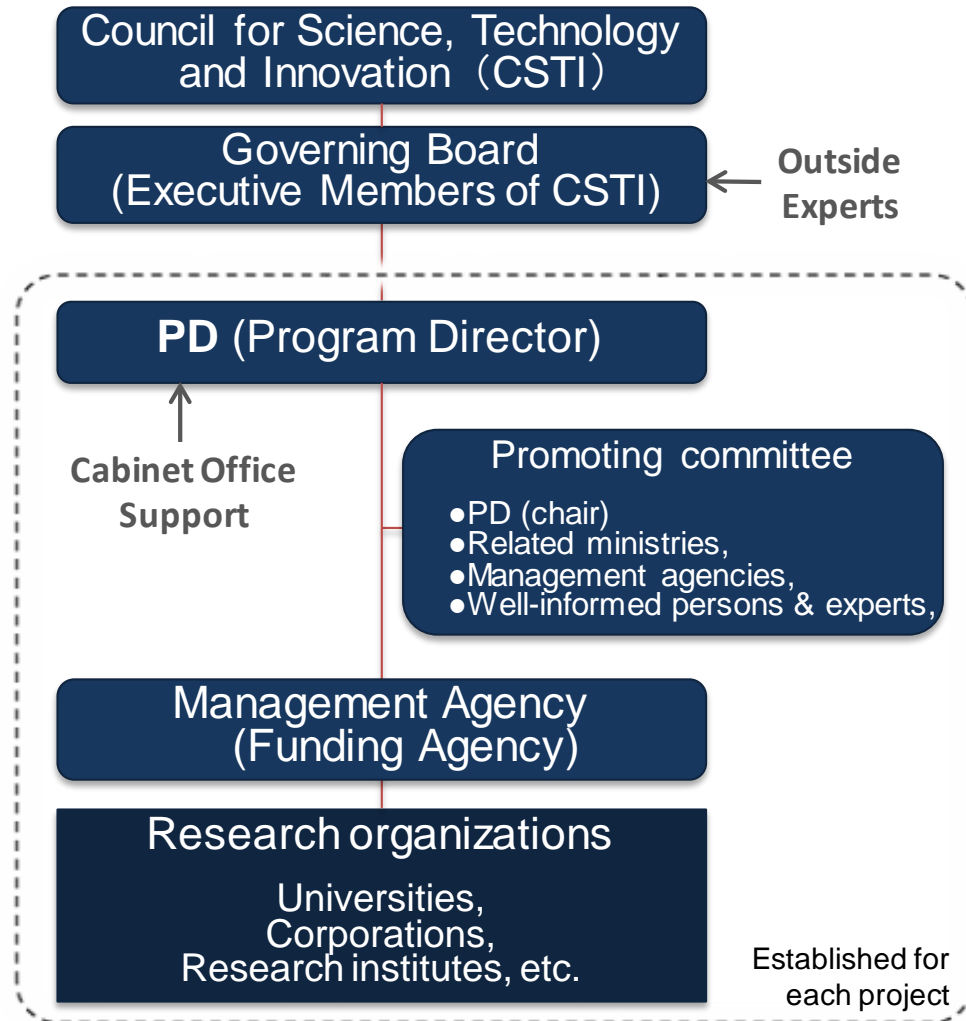 Council for Science, Technology
and Innovation（CSTI）
Governing Board
(Executive Members of CSTI)
Outside
Experts
PD (Program Director)
Cabinet Office
Support
Promoting committee
●PD (chair)
●Related ministries,
●Management agencies,
●Well-informed persons & experts,
Management Agency
(Funding Agency)
Research organizations
Universities,
Corporations,
Research institutes, etc.
Established for
each project